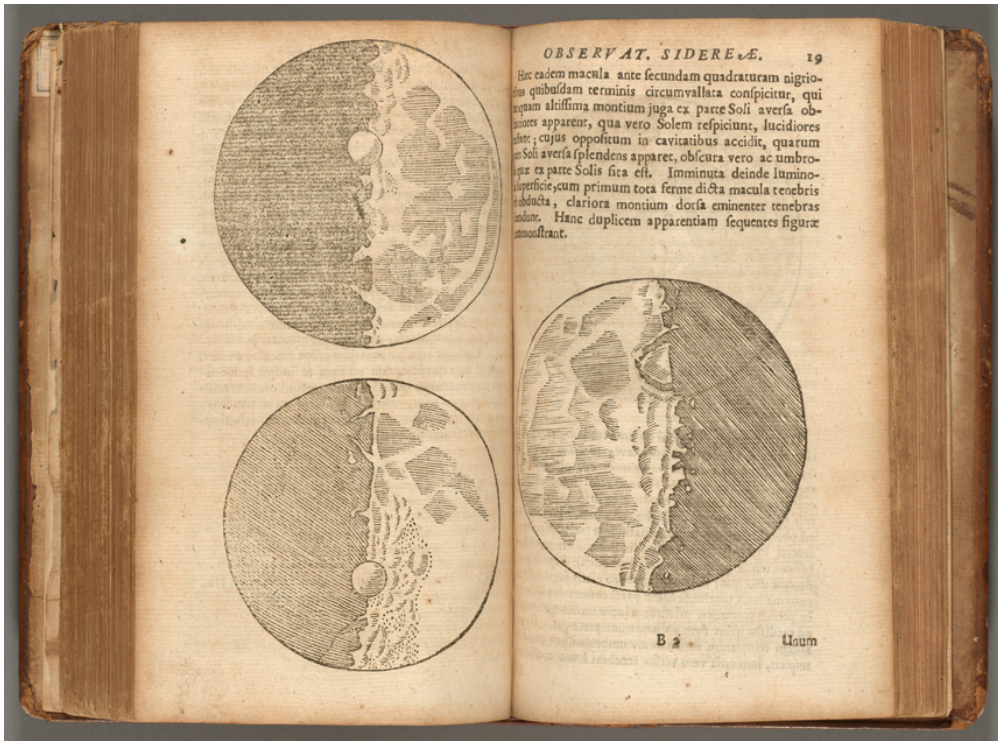 OBSERVAT. SIDEREÆ. 19
Hæc eadem macula ante ſecundam quadraturam nigrio-
quibuſdam terminis circumvallata conſpicitur, qui
quam altiſſima montium juga ex parte Soli averſa ob-
apparent, qua vero Solem reſpiciunt, lucidiores
cujus oppoſitum in cavitatibus accidit, quarum
Soli averſa ſplendens apparet, obſcura vero ac umbro-
quæ ex parte Solis ſita eſt. Imminuta deinde lumino-
ſuperficie, cum primum tota ferme dicta macula tenebris
obducta, clariora montium dorſa eminenter tenebras
Hanc duplicem apparentiam ſequentes figuræ
B 2 Unum